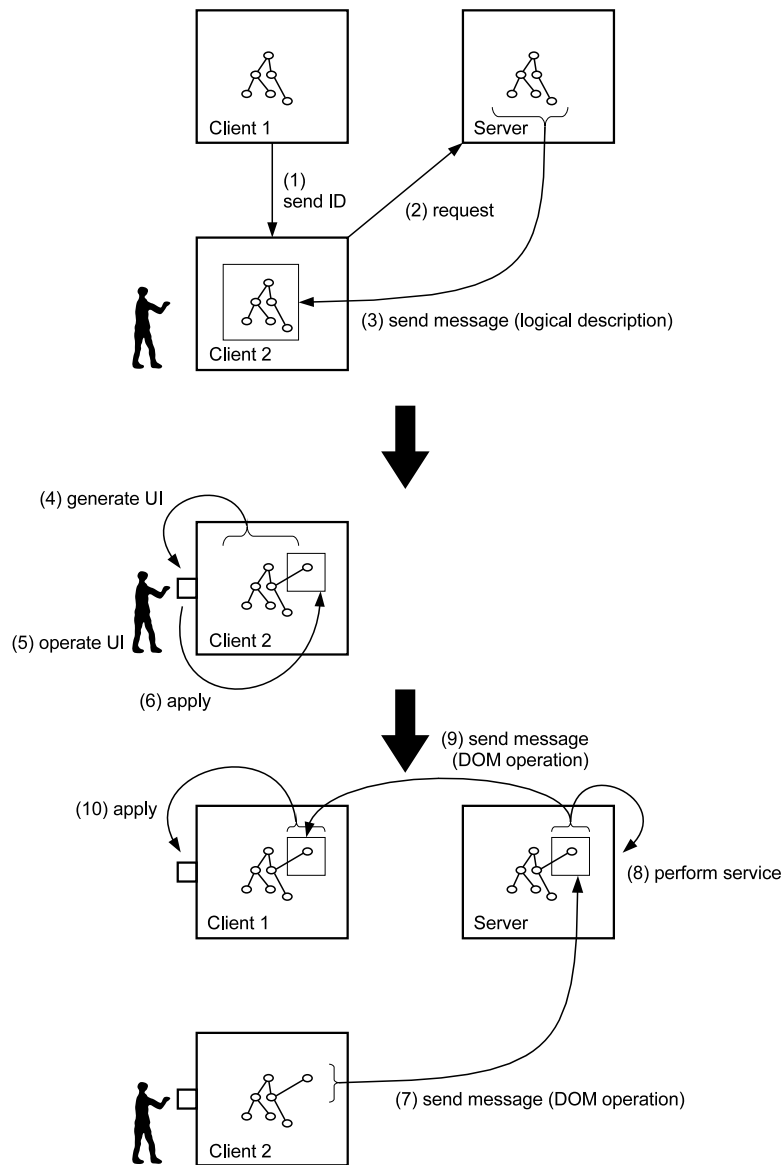 Client 1
Server
(1)
send ID
(2) request
(3) send message (logical description)
Client 2
(4) generate UI
(5) operate UI
Client 2
(6) apply
(9) send message
(DOM operation)
(10) apply
(8) perform service
Client 1
Server
(7) send message (DOM operation)
Client 2